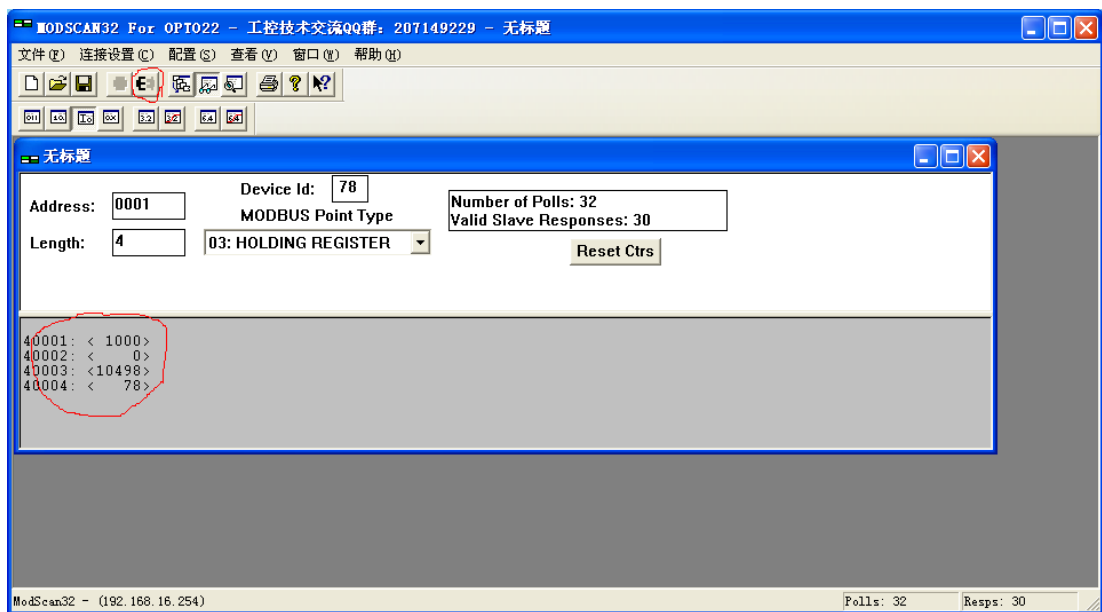 MODSCAN32 For OPTO22 - 工控技术交流QQ群: 207149229 - 无标题
文件(F) 连接设置(C) 配置(S) 查看(V) 窗口(W) 帮助(H)
无标题
Address: 0001
Device Id: 78
MODBUS Point Type
Length: 4
03: HOLDING REGISTER
Number of Polls: 32
Valid Slave Responses: 30
Reset Ctrs
40001: < 1000>
40002: < 0>
40003: <10498>
40004: < 78>
ModScan32 - (192.168.16.254) Polls: 32 Resps: 30